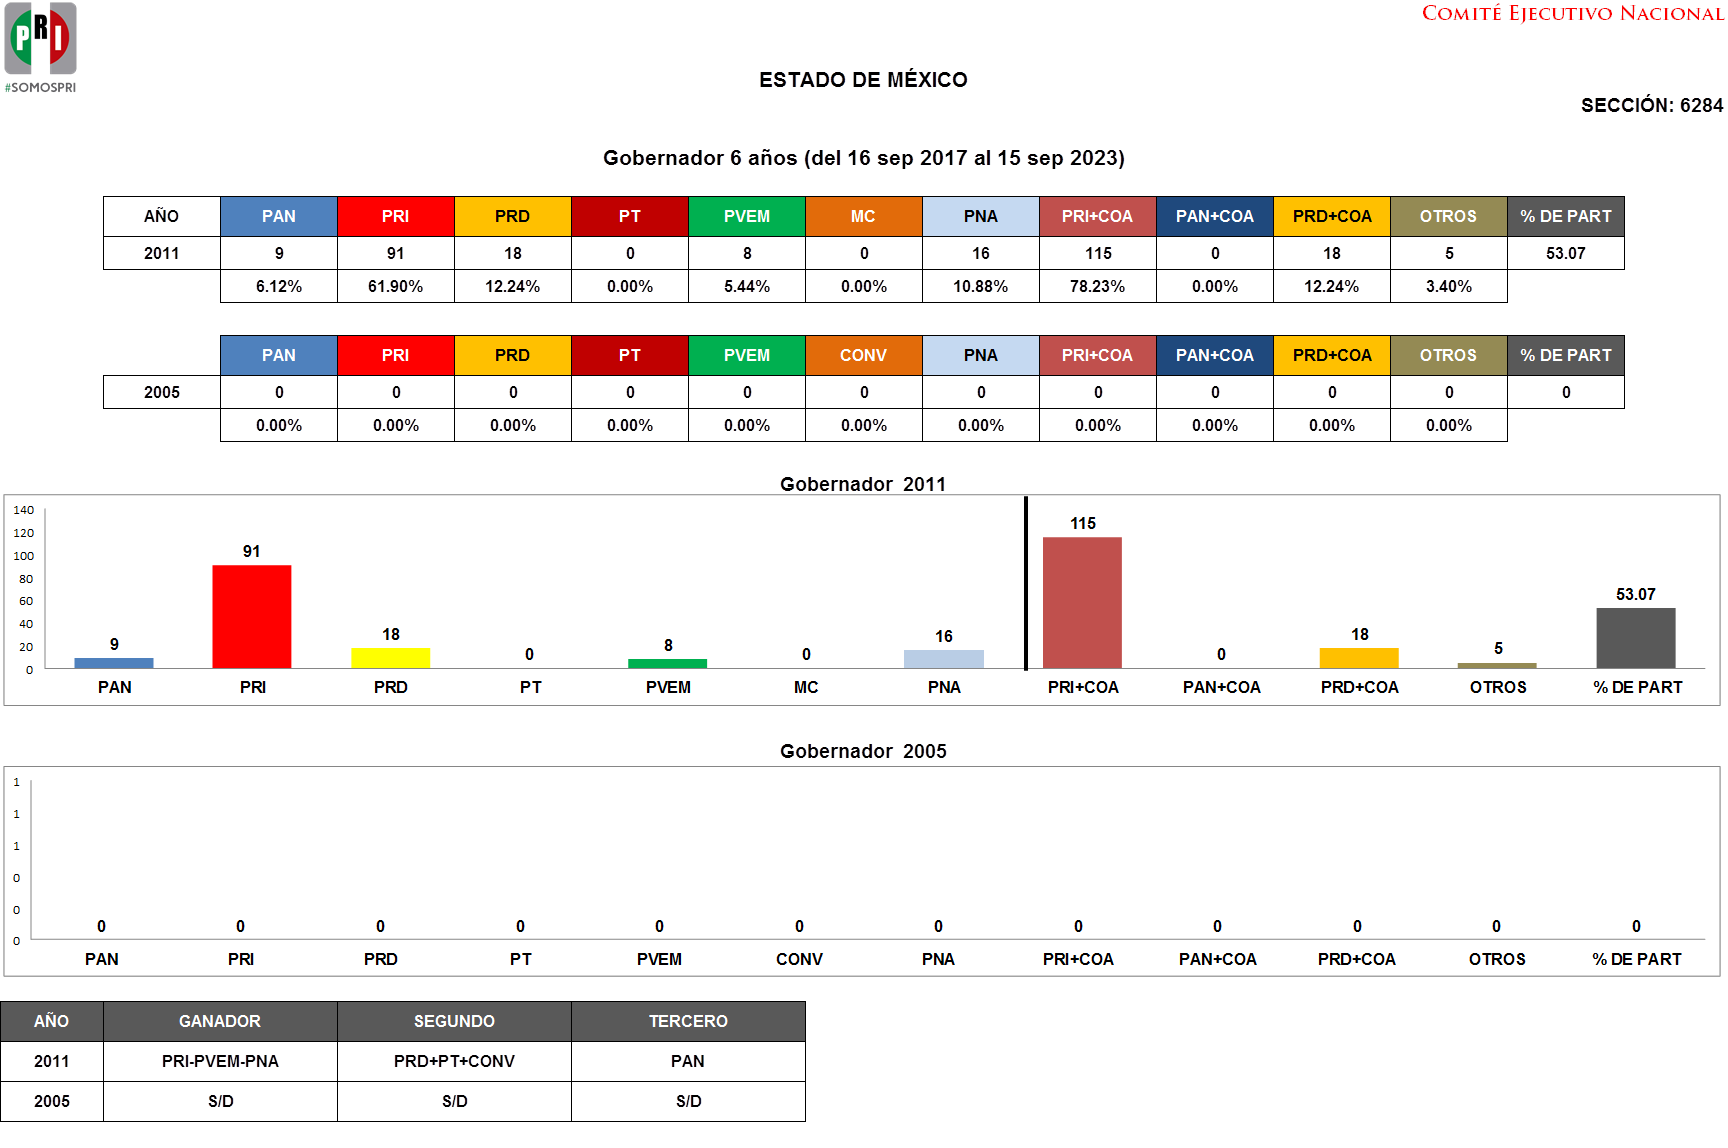 PRI
#SOMOSPRI
COMITÉ EJECUTIVO NACIONAL
ESTADO DE MÉXICO
SECCIÓN: 6284
Gobernador 6 años (del 16 sep 2017 al 15 sep 2023)
AÑO PAN PRI PRD PT PVEM MC PNA PRI+COA PAN+COA PRD+COA OTROS % DE PART
2011 9 91 18 0 8 0 16 115 0 18 5 53.07
6.12% 61.90% 12.24% 0.00% 5.44% 0.00% 10.88% 78.23% 0.00% 12.24% 3.40%
PAN PRI PRD PT PVEM CONV PNA PRI+COA PAN+COA PRD+COA OTROS % DE PART
2005 0 0 0 0 0 0 0 0 0 0 0 0
0.00% 0.00% 0.00% 0.00% 0.00% 0.00% 0.00% 0.00% 0.00% 0.00% 0.00%
Gobernador 2011
140
120
100
80
60
40
20
0
9 91 18 0 8 0 16 115 0 18 5 53.07
PAN PRI PRD PT PVEM MC PNA PRI+COA PAN+COA PRD+COA OTROS % DE PART
Gobernador 2005
1
1
1
0
0
0
0 0 0 0 0 0 0 0 0 0 0 0
PAN PRI PRD PT PVEM CONV PNA PRI+COA PAN+COA PRD+COA OTROS % DE PART
AÑO GANADOR SEGUNDO TERCERO
2011 PRI-PVEM-PNA PRD+PT+CONV PAN
2005 S/D S/D S/D